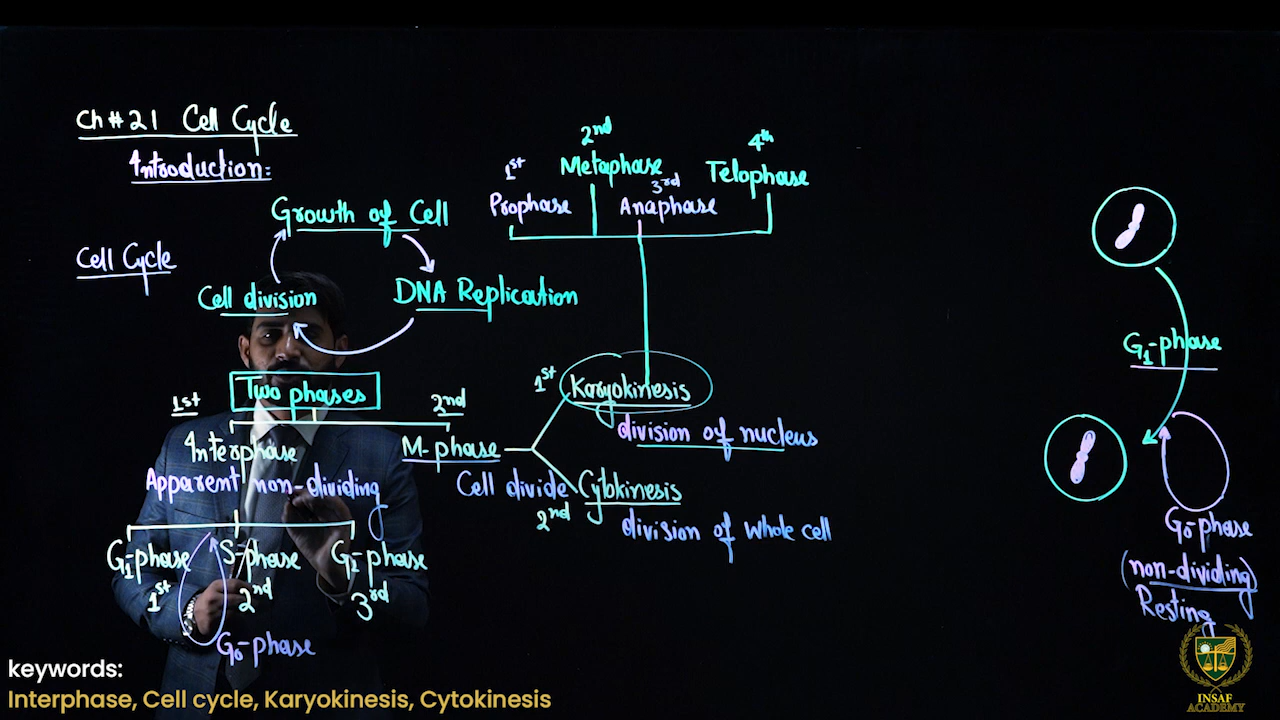 Ch # 21 Cell Cycle
Introduction:
Growth of Cell
Cell Cycle
Cell division
DNA Replication
Two phases
1st
2nd
Interphase
M-phase
Apparent non-dividing
Cell divide
G1-phase
S-phase
G1-phase
1st
2nd
3rd
G0-phase
2nd
4th
1st
Metaphase
Telophase
3rd
Prophase
Anaphase
1st
Karyokinesis
division of nucleus
Cytokinesis
2nd
division of whole cell
G1-phase
G0-phase
(non-dividing)
Resting
keywords:
Interphase, Cell cycle, Karyokinesis, Cytokinesis
INSAF
ACADEMY